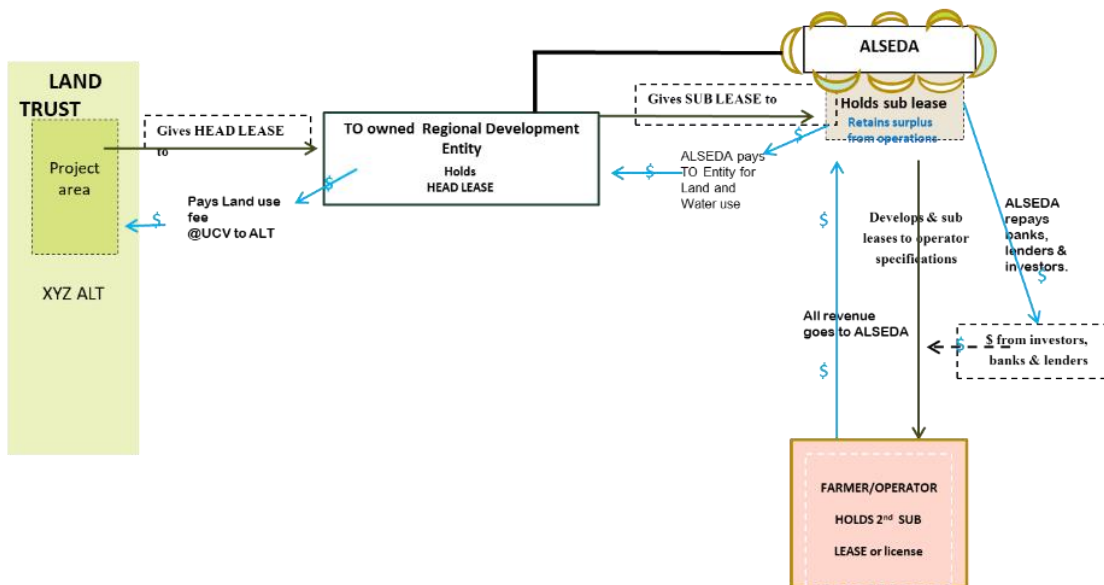 LAND
TRUST
Project
area
XYZ ALT
Gives HEAD LEASE
to
Pays Land use
fee
@UCV to ALT
$
$
TO owned Regional Development
Entity
Holds
HEAD LEASE
Gives SUB LEASE to
$
$
ALSEDA pays
TO Entity for
Land and
Water use
ALSEDA
Holds sub lease
Retains surplus
from operations
$
Develops & sub
leases to operator
specifications
ALSEDA
repays
banks,
lenders &
investors.
$
All revenue
goes to ALSEDA
$
$
$ from investors,
banks & lenders
FARMER/OPERATOR
HOLDS 2nd SUB
LEASE or license